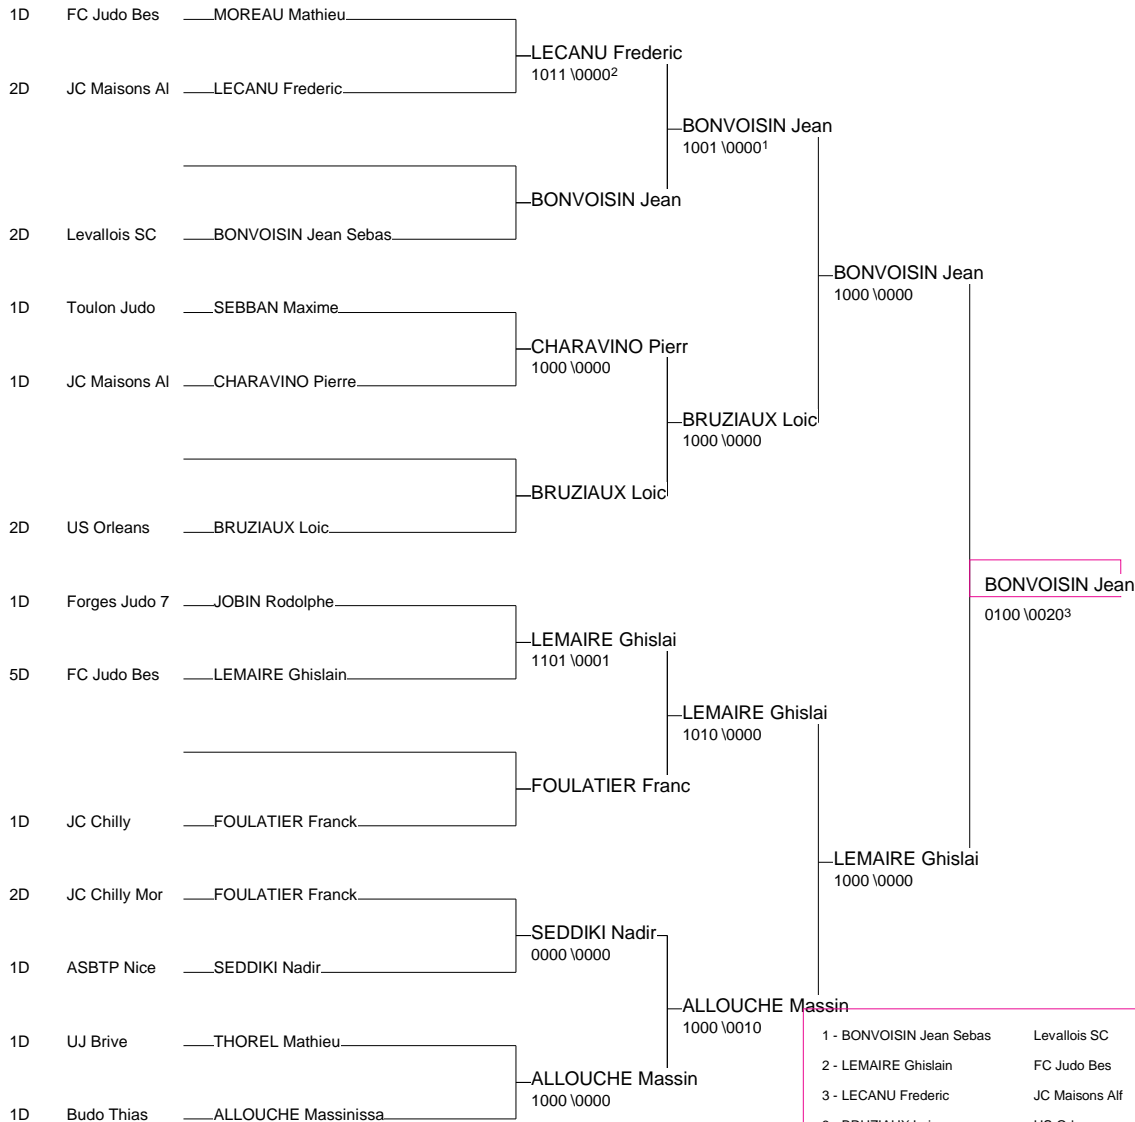 1D FC Judo Bes MOREAU Mathieu
LECANU Frederic
1011 \0000²
2D JC Maisons Al LECANU Frederic
BONVOISIN Jean
1001 \0000¹
BONVOISIN Jean
2D Levallois SC BONVOISIN Jean Sebas
BONVOISIN Jean
1000 \0000
1D Toulon Judo SEBBAN Maxime
CHARAVINO Pierr
1000 \0000
1D JC Maisons Al CHARAVINO Pierre
BRUZIAUX Loic
1000 \0000
BRUZIAUX Loic
2D US Orleans BRUZIAUX Loic
BONVOISIN Jean
0100 \0020³
1D Forges Judo 7 JOBIN Rodolphe
LEMAIRE Ghislai
1101 \0001
5D FC Judo Bes LEMAIRE Ghislain
LEMAIRE Ghislai
1010 \0000
FOULATIER Franc
1D JC Chilly FOULATIER Franck
LEMAIRE Ghislai
1000 \0000
2D JC Chilly Mor FOULATIER Franck
SEDDIKI Nadir
0000 \0000
1D ASBTP Nice SEDDIKI Nadir
ALLOUCHE Massin
1000 \0010
1D UJ Brive THOREL Mathieu
ALLOUCHE Massin
1000 \0000
1D Budo Thias ALLOUCHE Massinissa
1 - BONVOISIN Jean Sebas Levallois SC
2 - LEMAIRE Ghislain FC Judo Bes
3 - LECANU Frederic JC Maisons Alf